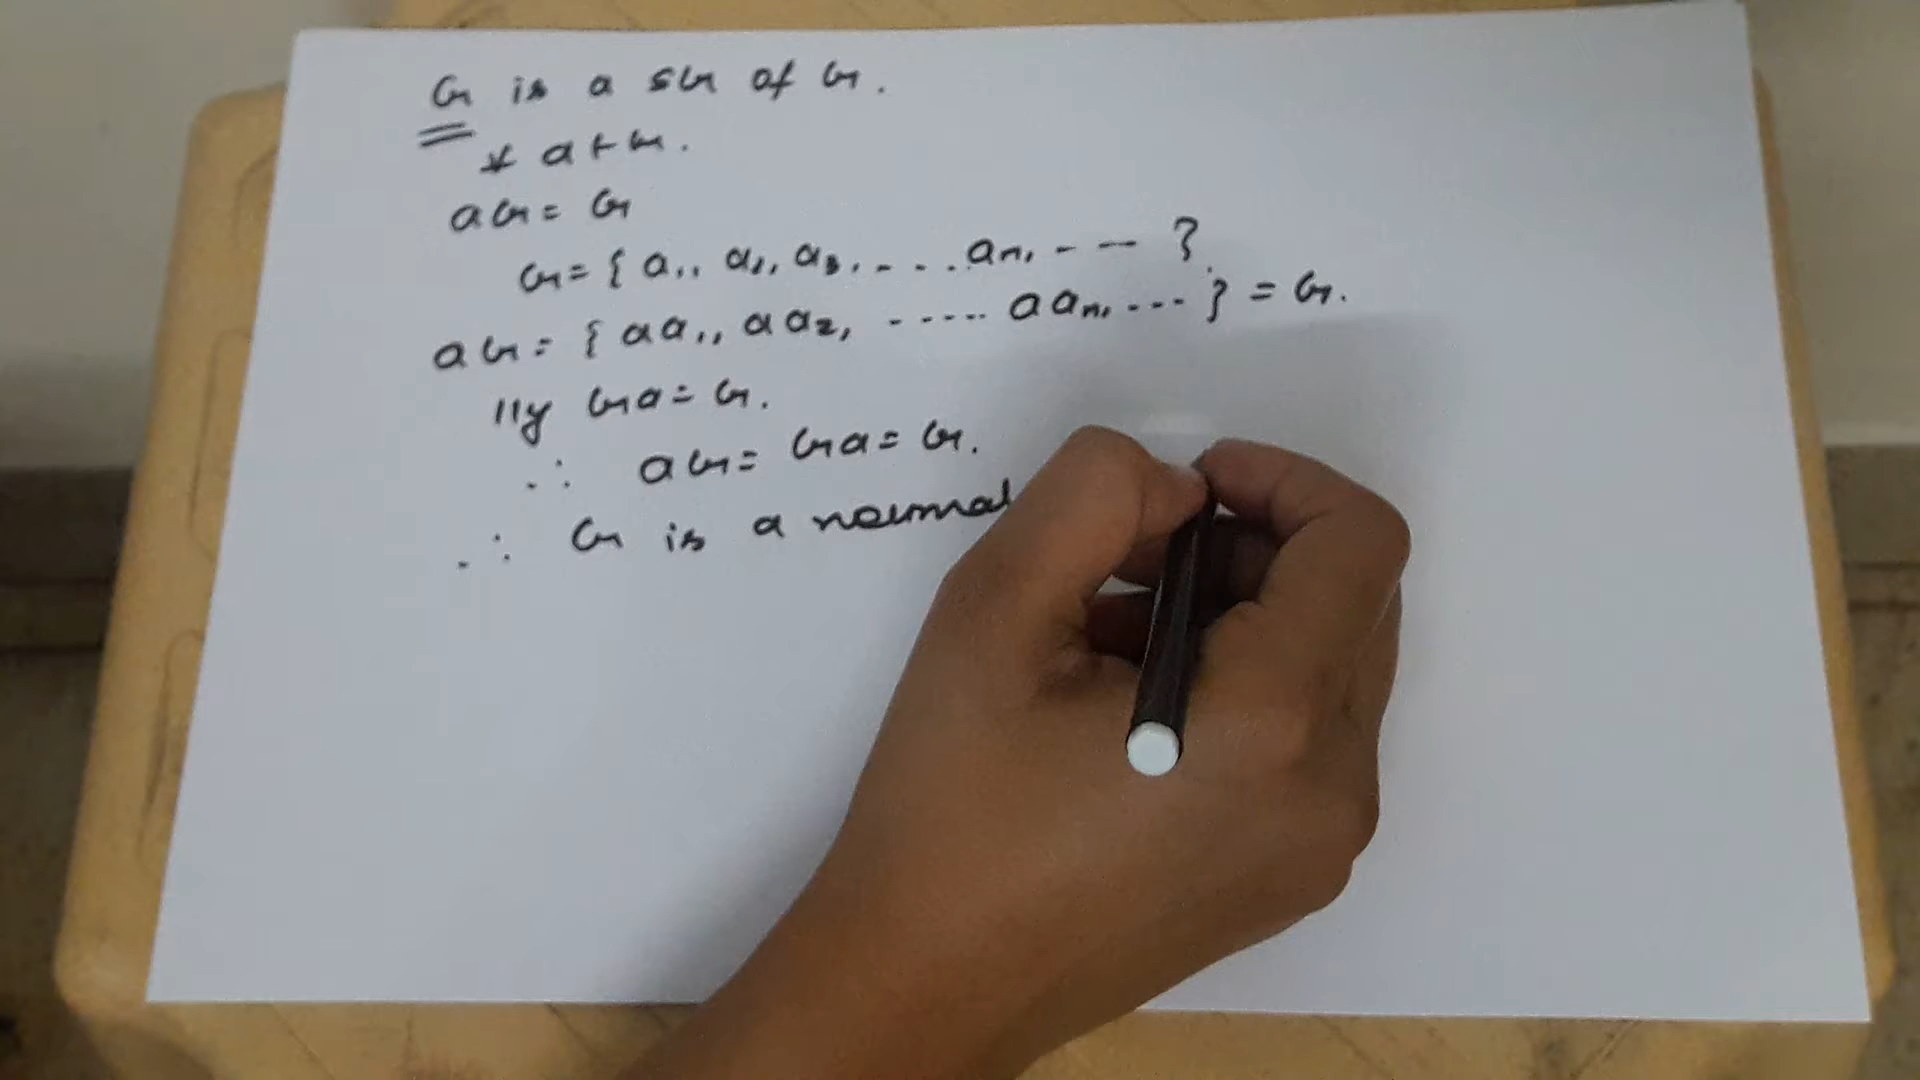 G is a SG of G.
* a ∈ G.
aG = G
G = { a1, a2, a3, .... an, --- }
aG = { aa1, aa2, ..... aan, --- } = G.
lly Ga = G.
∴ aG = Ga = G.
∴ G is a normal